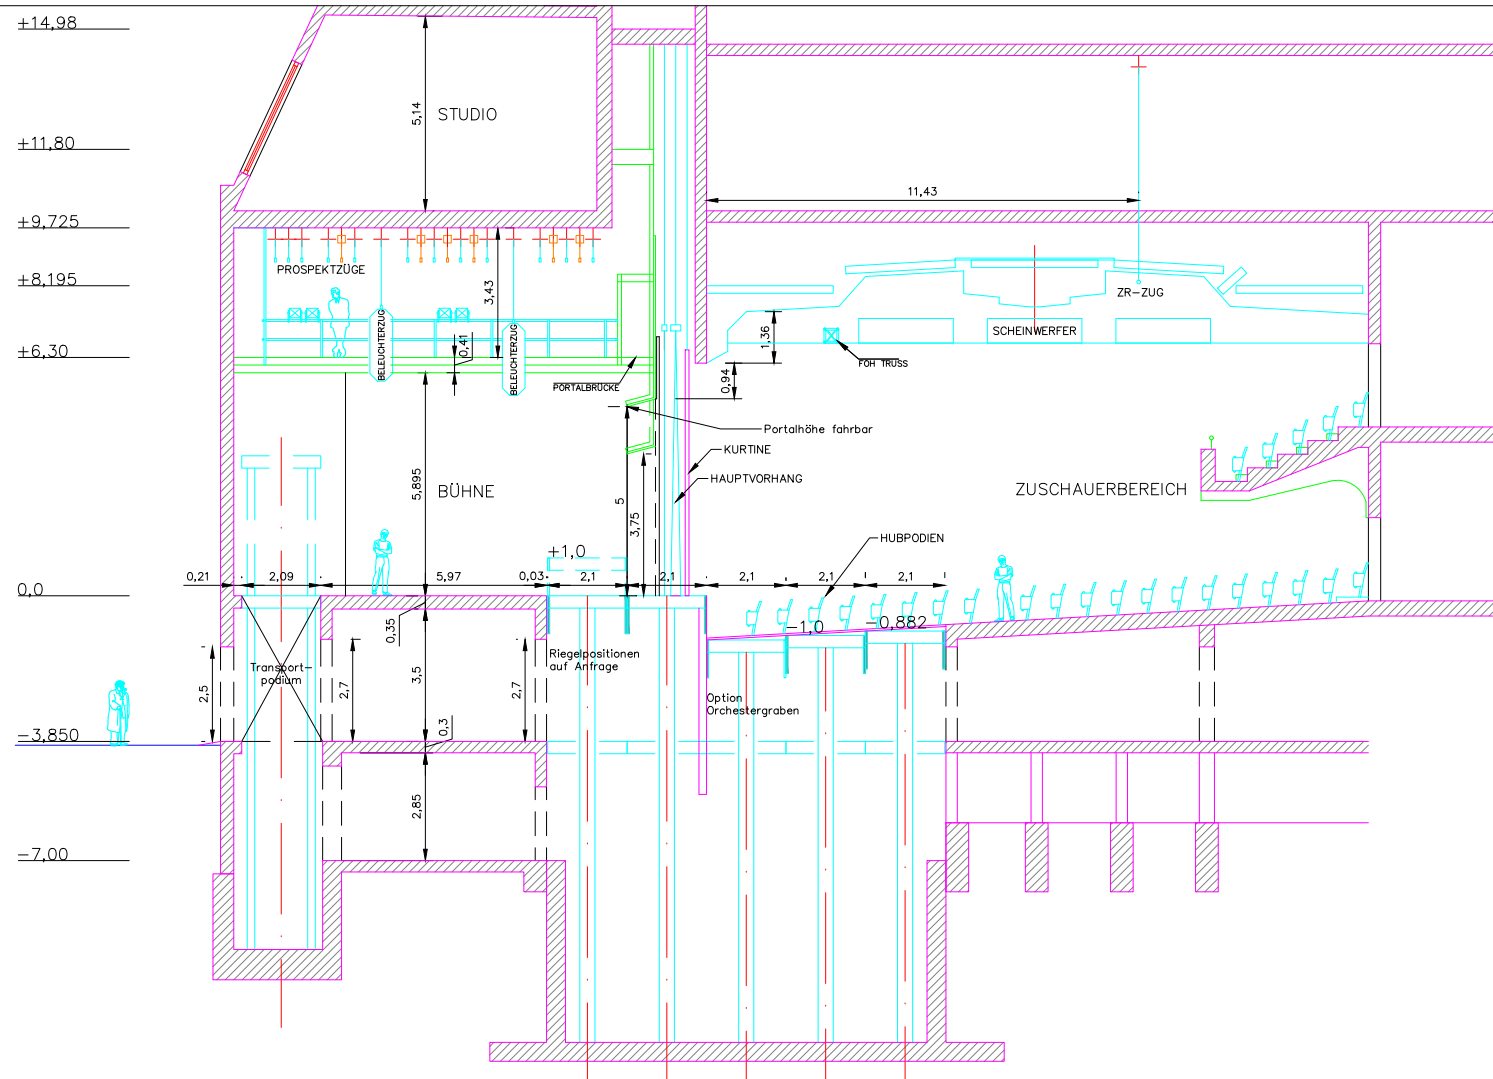 +14,98
+11,80
+9,725
+8,195
+6,30
0,0
−3,850
−7,00
5,14
STUDIO
11,43
PROSPEKTZÜGE
3,43
0,41
BELEUCHTERZUG
BELEUCHTERZUG
PORTALBRÜCKE
ZR−ZUG
SCHEINWERFER
FOH TRUSS
1,36
0,94
Portalhöhe fahrbar
KURTINE
HAUPTVORHANG
5,895
BÜHNE
5
3,75
ZUSCHAUERBEREICH
HUBPODIEN
+1,0
0,21
2,09
5,97
0,03
2,1
2,1
2,1
2,1
2,1
−1,0
−0,882
0,35
3,5
2,5
Transport−
podium
2,7
2,7
Riegelpositionen
auf Anfrage
Option
Orchestergraben
0,3
2,85